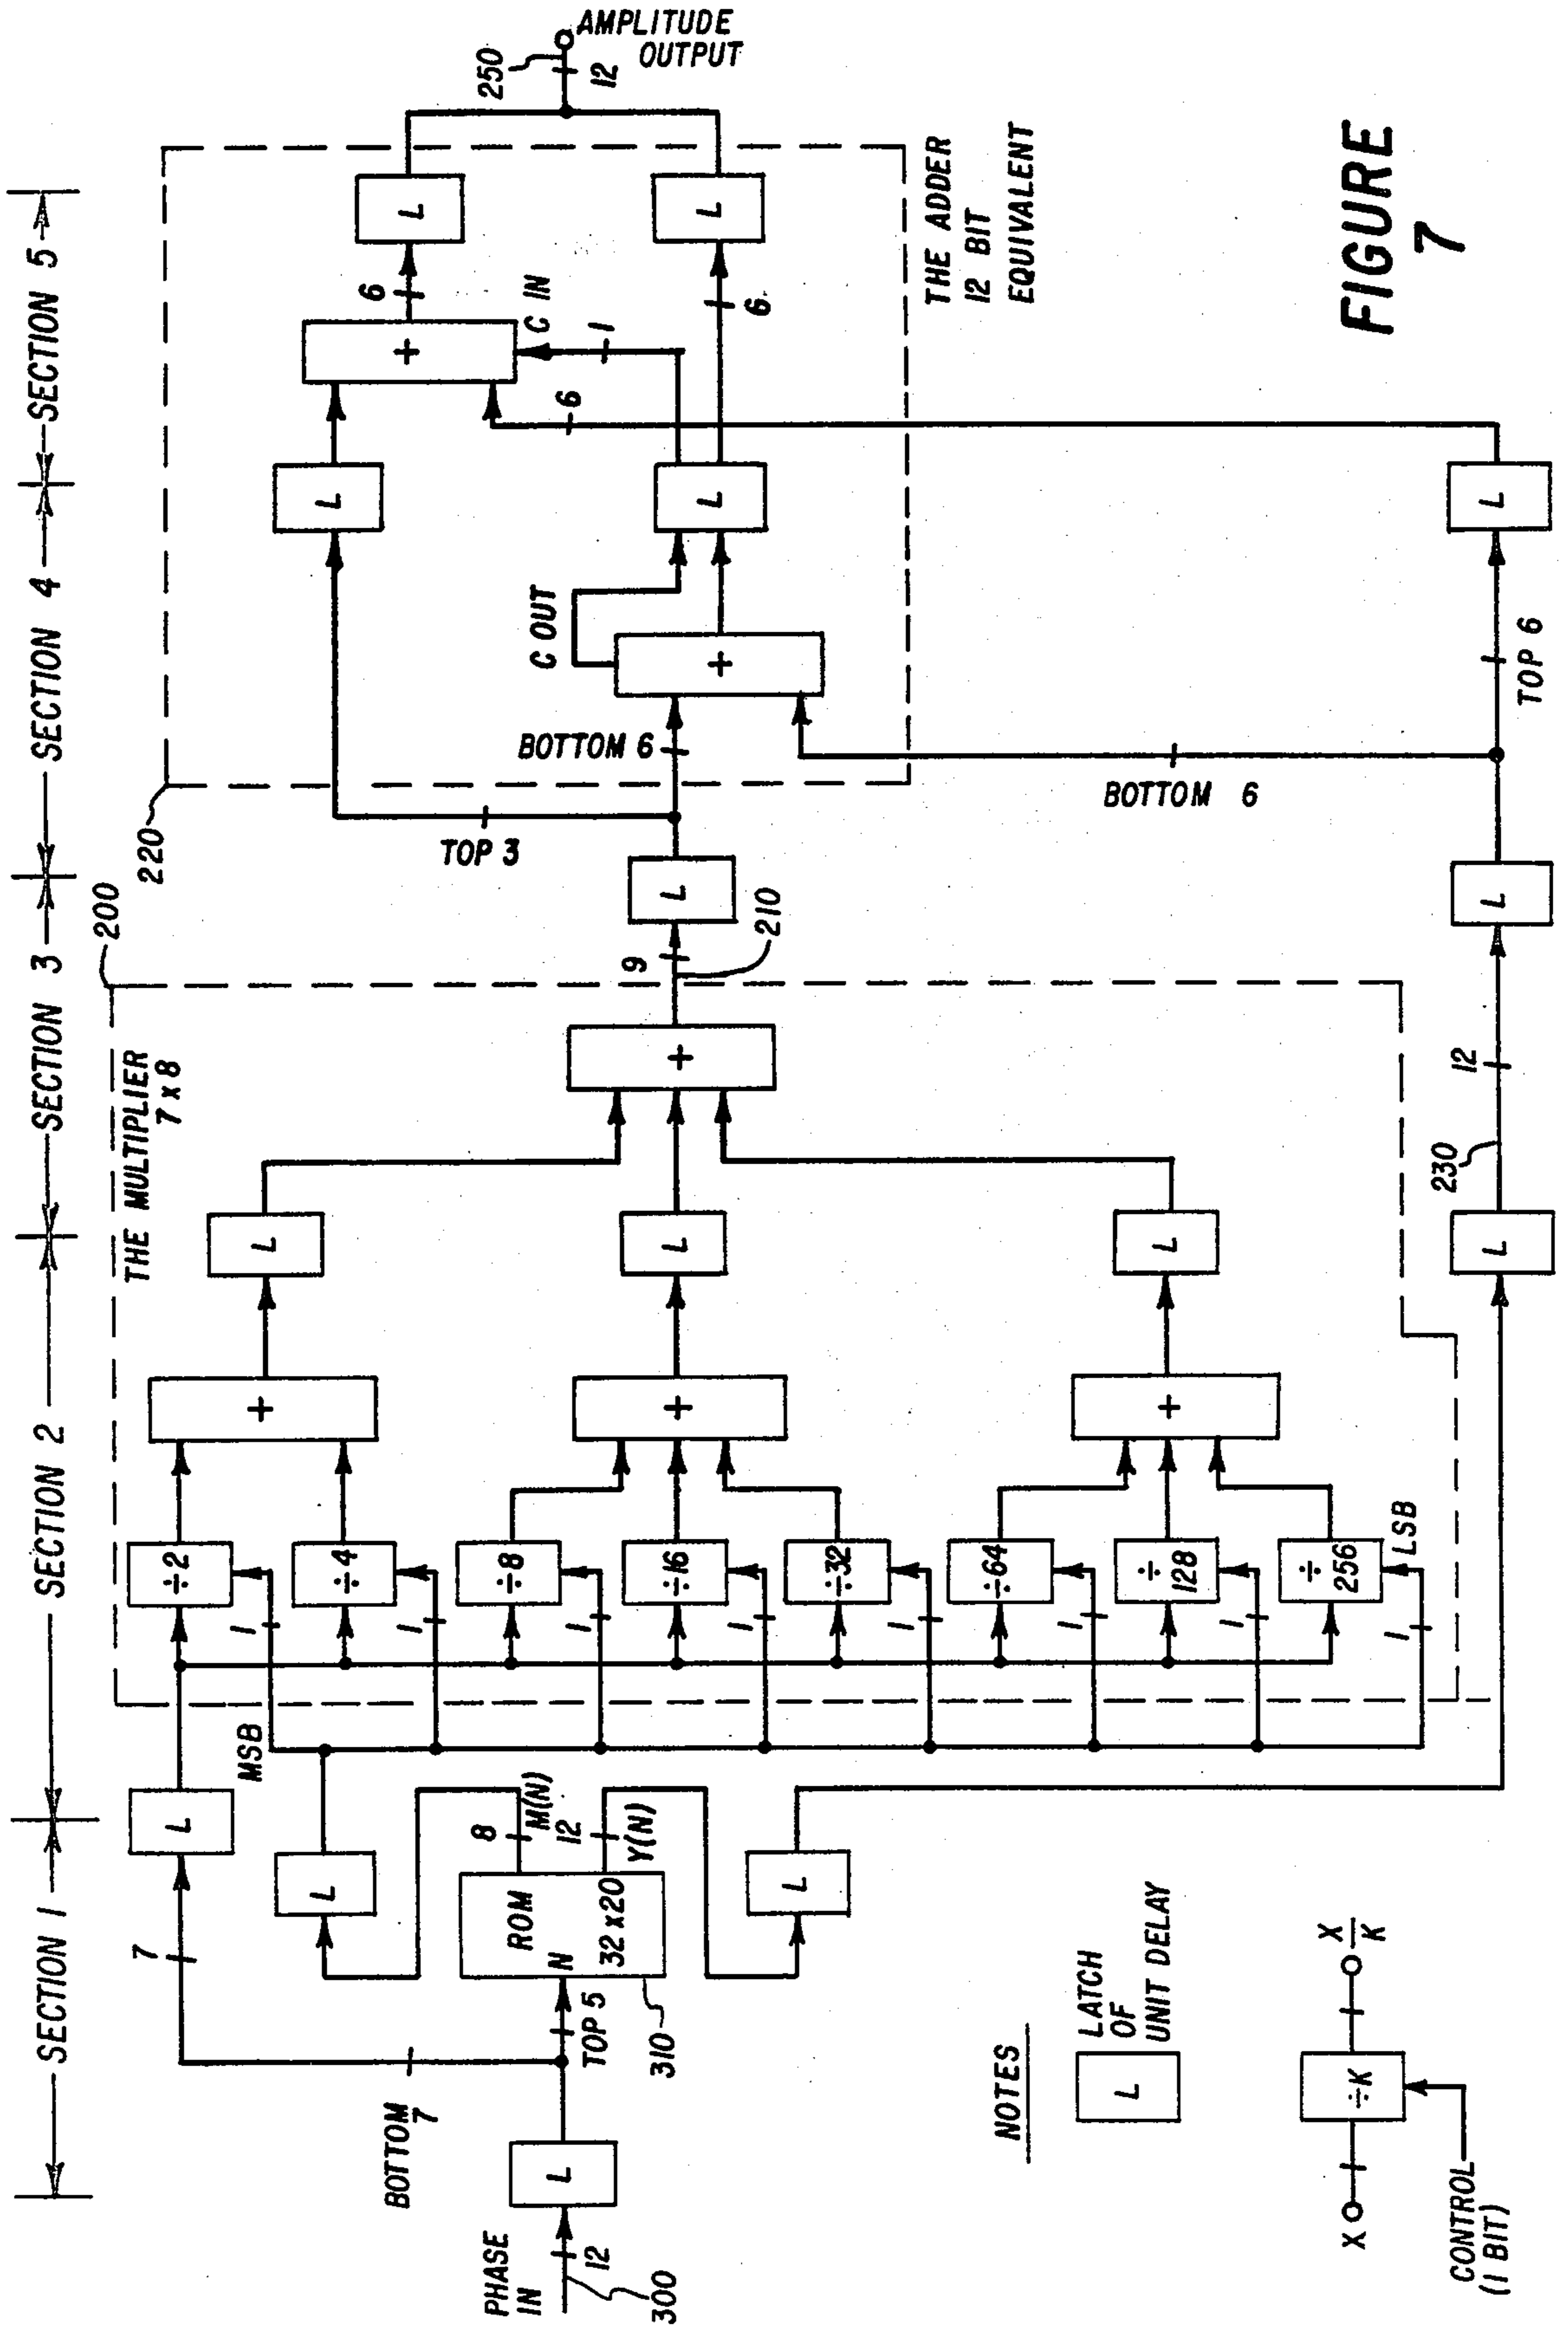 SECTION 1
SECTION 2
SECTION 3
SECTION 4
SECTION 5
PHASE
IN
12
300
L
BOTTOM
7
TOP 5
310
7
N
ROM
32 x 20
8
M(N)
12
Y(N)
L
L
L
MSB
THE MULTIPLIER
7 x 8
200
÷2
÷4
÷8
÷16
÷32
÷64
÷
128
÷
256
1
1
1
1
1
1
1
1
LSB
+
+
+
L
L
L
L
230
12
+
9
210
L
L
TOP 3
220
BOTTOM 6
BOTTOM 6
TOP 6
+
C OUT
L
L
L
6
+
C IN
1
6
6
L
L
THE ADDER
12 BIT
EQUIVALENT
250
12
AMPLITUDE
OUTPUT
NOTES
L
LATCH
OF
UNIT DELAY
X
÷K
X
K
CONTROL
(1 BIT)
FIGURE
7